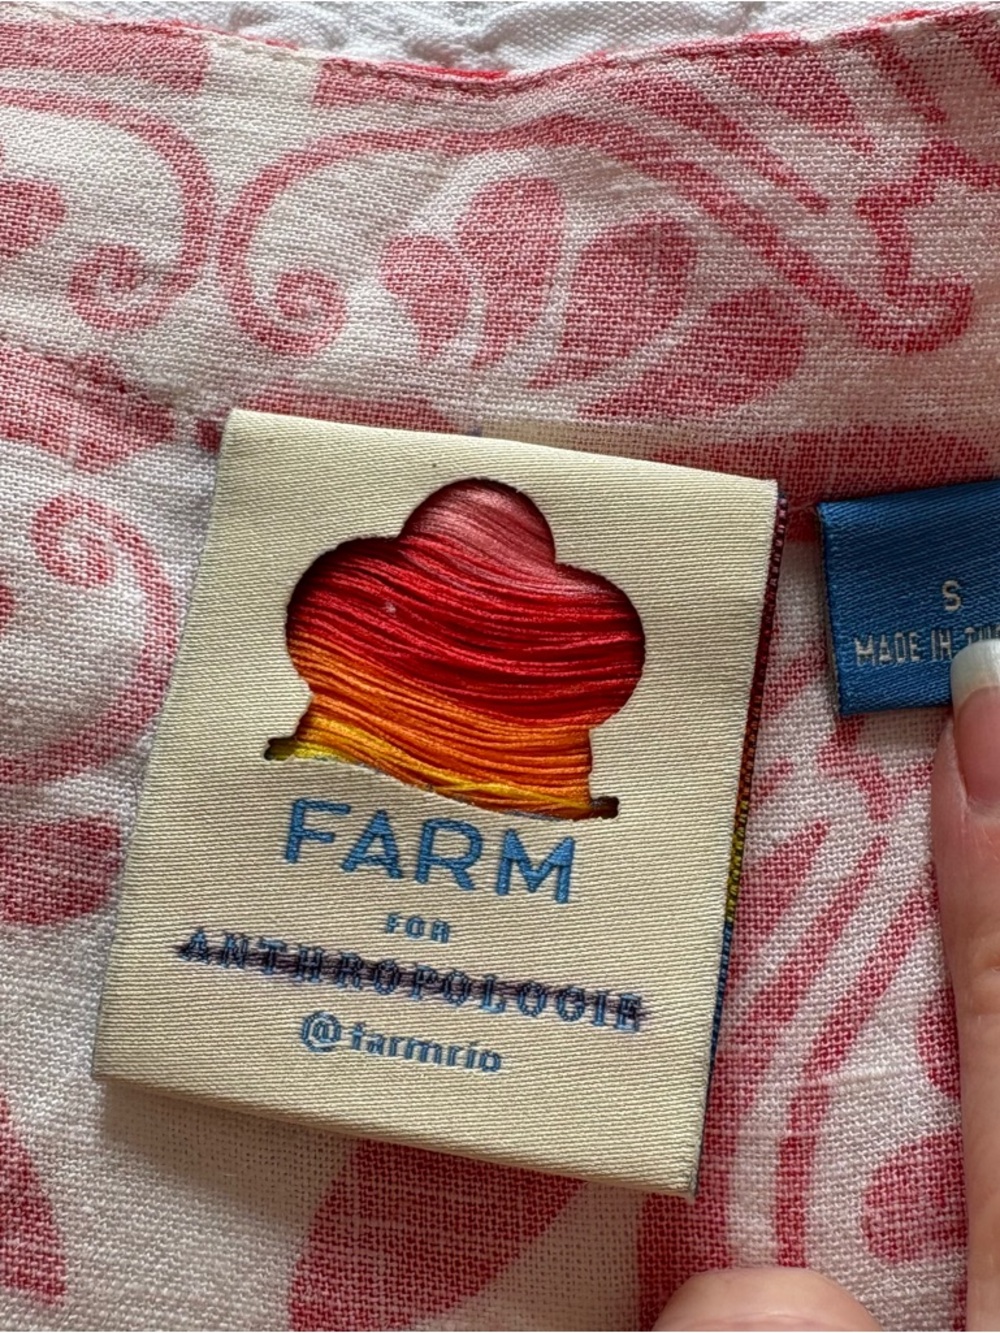 FARM
FOR
ANTHROPOLOGIE
@farmrio
S
MADE IN